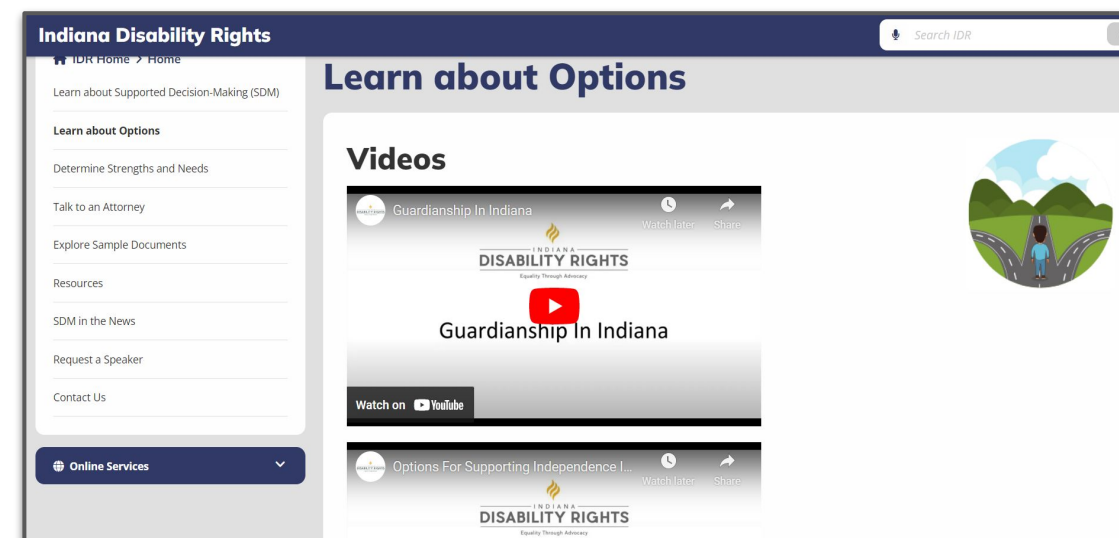 Indiana Disability Rights
Search IDR
IDR Home > Home
Learn about Supported Decision-Making (SDM)
Learn about Options
Determine Strengths and Needs
Talk to an Attorney
Explore Sample Documents
Resources
SDM in the News
Request a Speaker
Contact Us
Online Services
Learn about Options
Videos
Guardianship In Indiana
Watch later
Share
INDIANA
DISABILITY RIGHTS
Equality Through Advocacy
Guardianship In Indiana
Watch on YouTube
Options For Supporting Independence I...
Watch later
Share
INDIANA
DISABILITY RIGHTS
Equality Through Advocacy